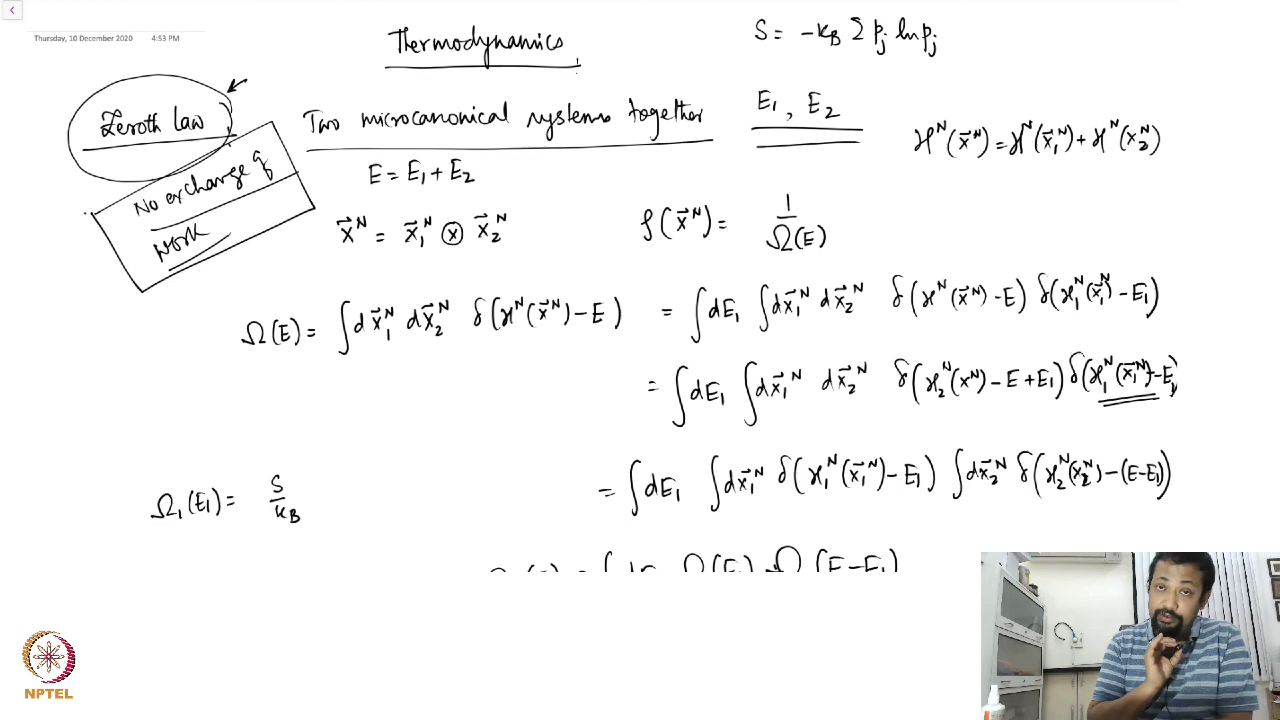 Thursday, 10 December 2020 4:53 PM
Thermodynamics
S = -k_B Σ p_j ln p_j
Zeroth law
Two microcanonical systems together
E_1 , E_2
ℋ^N(x⃗^N) = ℋ^N(x⃗_1^N) + ℋ^N(x_2^N)
No exchange of
work
E = E_1 + E_2
x⃗^N = x⃗_1^N ⊗ x⃗_2^N
ρ(x⃗^N) = 1/Ω(E)
Ω(E) = ∫dx⃗_1^N dx⃗_2^N δ(ℋ^N(x⃗^N) - E) = ∫dE_1 ∫dx⃗_1^N dx⃗_2^N δ(ℋ^N(x⃗^N) - E) δ(ℋ_1^N(x⃗_1^N) - E_1)
= ∫dE_1 ∫dx⃗_1^N dx⃗_2^N δ(ℋ_2^N(x^N) - E + E_1) δ(ℋ_1^N(x⃗_1^N) - E_1)
= ∫dE_1 ∫dx⃗_1^N δ(ℋ_1^N(x⃗_1^N) - E_1) ∫dx⃗_2^N δ(ℋ_2^N(x_2^N) - (E - E_1))
Ω_1(E_1) = S/k_B
(E - E_1)
NPTEL